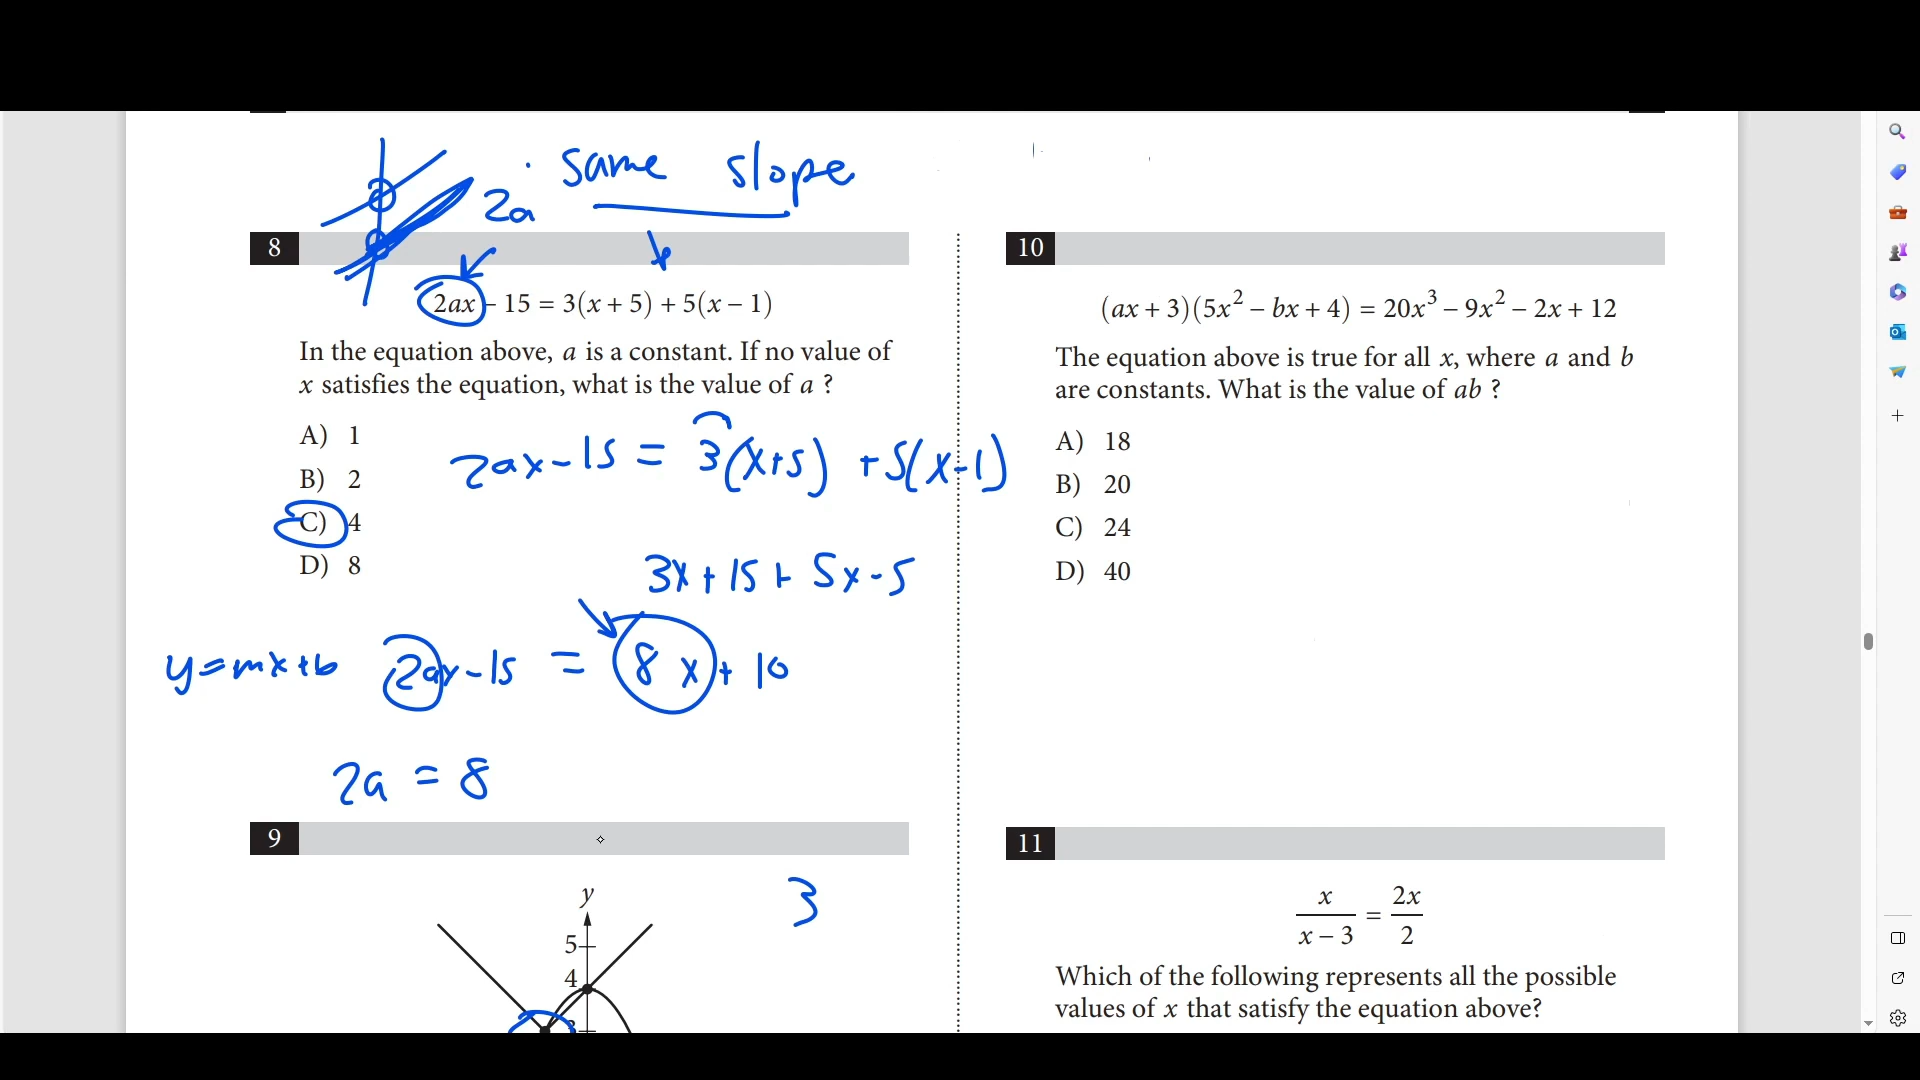 same slope
2a
8
2ax − 15 = 3(x + 5) + 5(x − 1)
In the equation above, a is a constant. If no value of
x satisfies the equation, what is the value of a ?
A) 1
B) 2
C) 4
D) 8
2ax-15 = 3(x+5) + 5(x-1)
3x+15+5x-5
y=mx+b 2ax-15 = 8x+10
2a = 8
9
3
y
5
4
10
(ax + 3)(5x² − bx + 4) = 20x³ − 9x² − 2x + 12
The equation above is true for all x, where a and b
are constants. What is the value of ab ?
A) 18
B) 20
C) 24
D) 40
11
x/(x − 3) = 2x/2
Which of the following represents all the possible
values of x that satisfy the equation above?